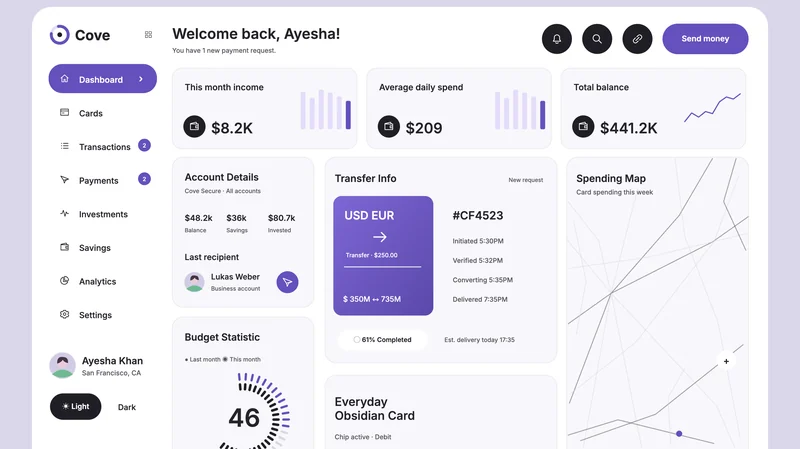 Cove
Dashboard
Cards
Transactions 2
Payments 2
Investments
Savings
Analytics
Settings
Ayesha Khan
San Francisco, CA
Light Dark
Welcome back, Ayesha!
You have 1 new payment request.
Send money
This month income
$8.2K
Average daily spend
$209
Total balance
$441.2K
Account Details
Cove Secure · All accounts
$48.2k $36k $80.7k
Balance Savings Invested
Last recipient
Lukas Weber
Business account
Budget Statistic
Last month This month
46
Transfer Info
New request
USD EUR
→
Transfer · $250.00
$ 350M ↔ 735M
#CF4523
Initiated 5:30PM
Verified 5:32PM
Converting 5:35PM
Delivered 7:35PM
61% Completed
Est. delivery today 17:35
Everyday
Obsidian Card
Chip active · Debit
Spending Map
Card spending this week
+